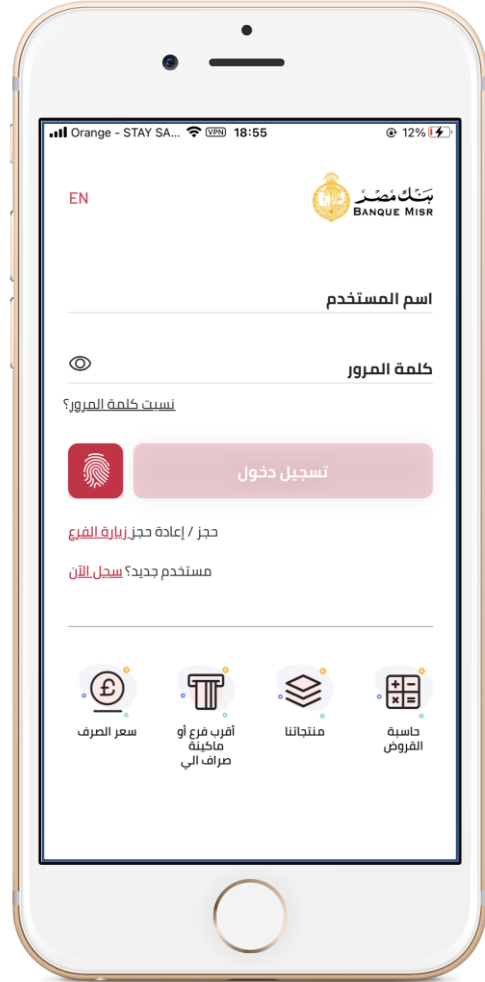 Orange - STAY SA... VPN 18:55 12%
EN
بنك مصر
BANQUE MISR
اسم المستخدم
كلمة المرور
نسيت كلمة المرور؟
تسجيل دخول
حجز / إعادة حجز زيارة الفرع
مستخدم جديد؟ سجل الآن
حاسبة
القروض
منتجاتنا
أقرب فرع أو
ماكينة
صراف الي
سعر الصرف